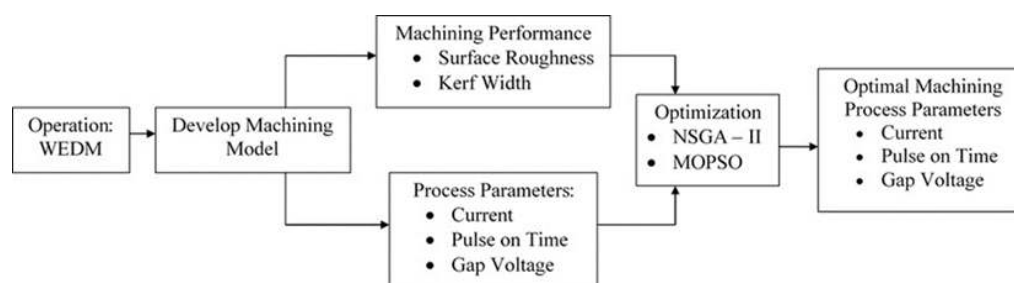 Operation:
WEDM
Develop Machining
Model
Machining Performance
• Surface Roughness
• Kerf Width
Process Parameters:
• Current
• Pulse on Time
• Gap Voltage
Optimization
• NSGA – II
• MOPSO
Optimal Machining
Process Parameters
• Current
• Pulse on Time
• Gap Voltage